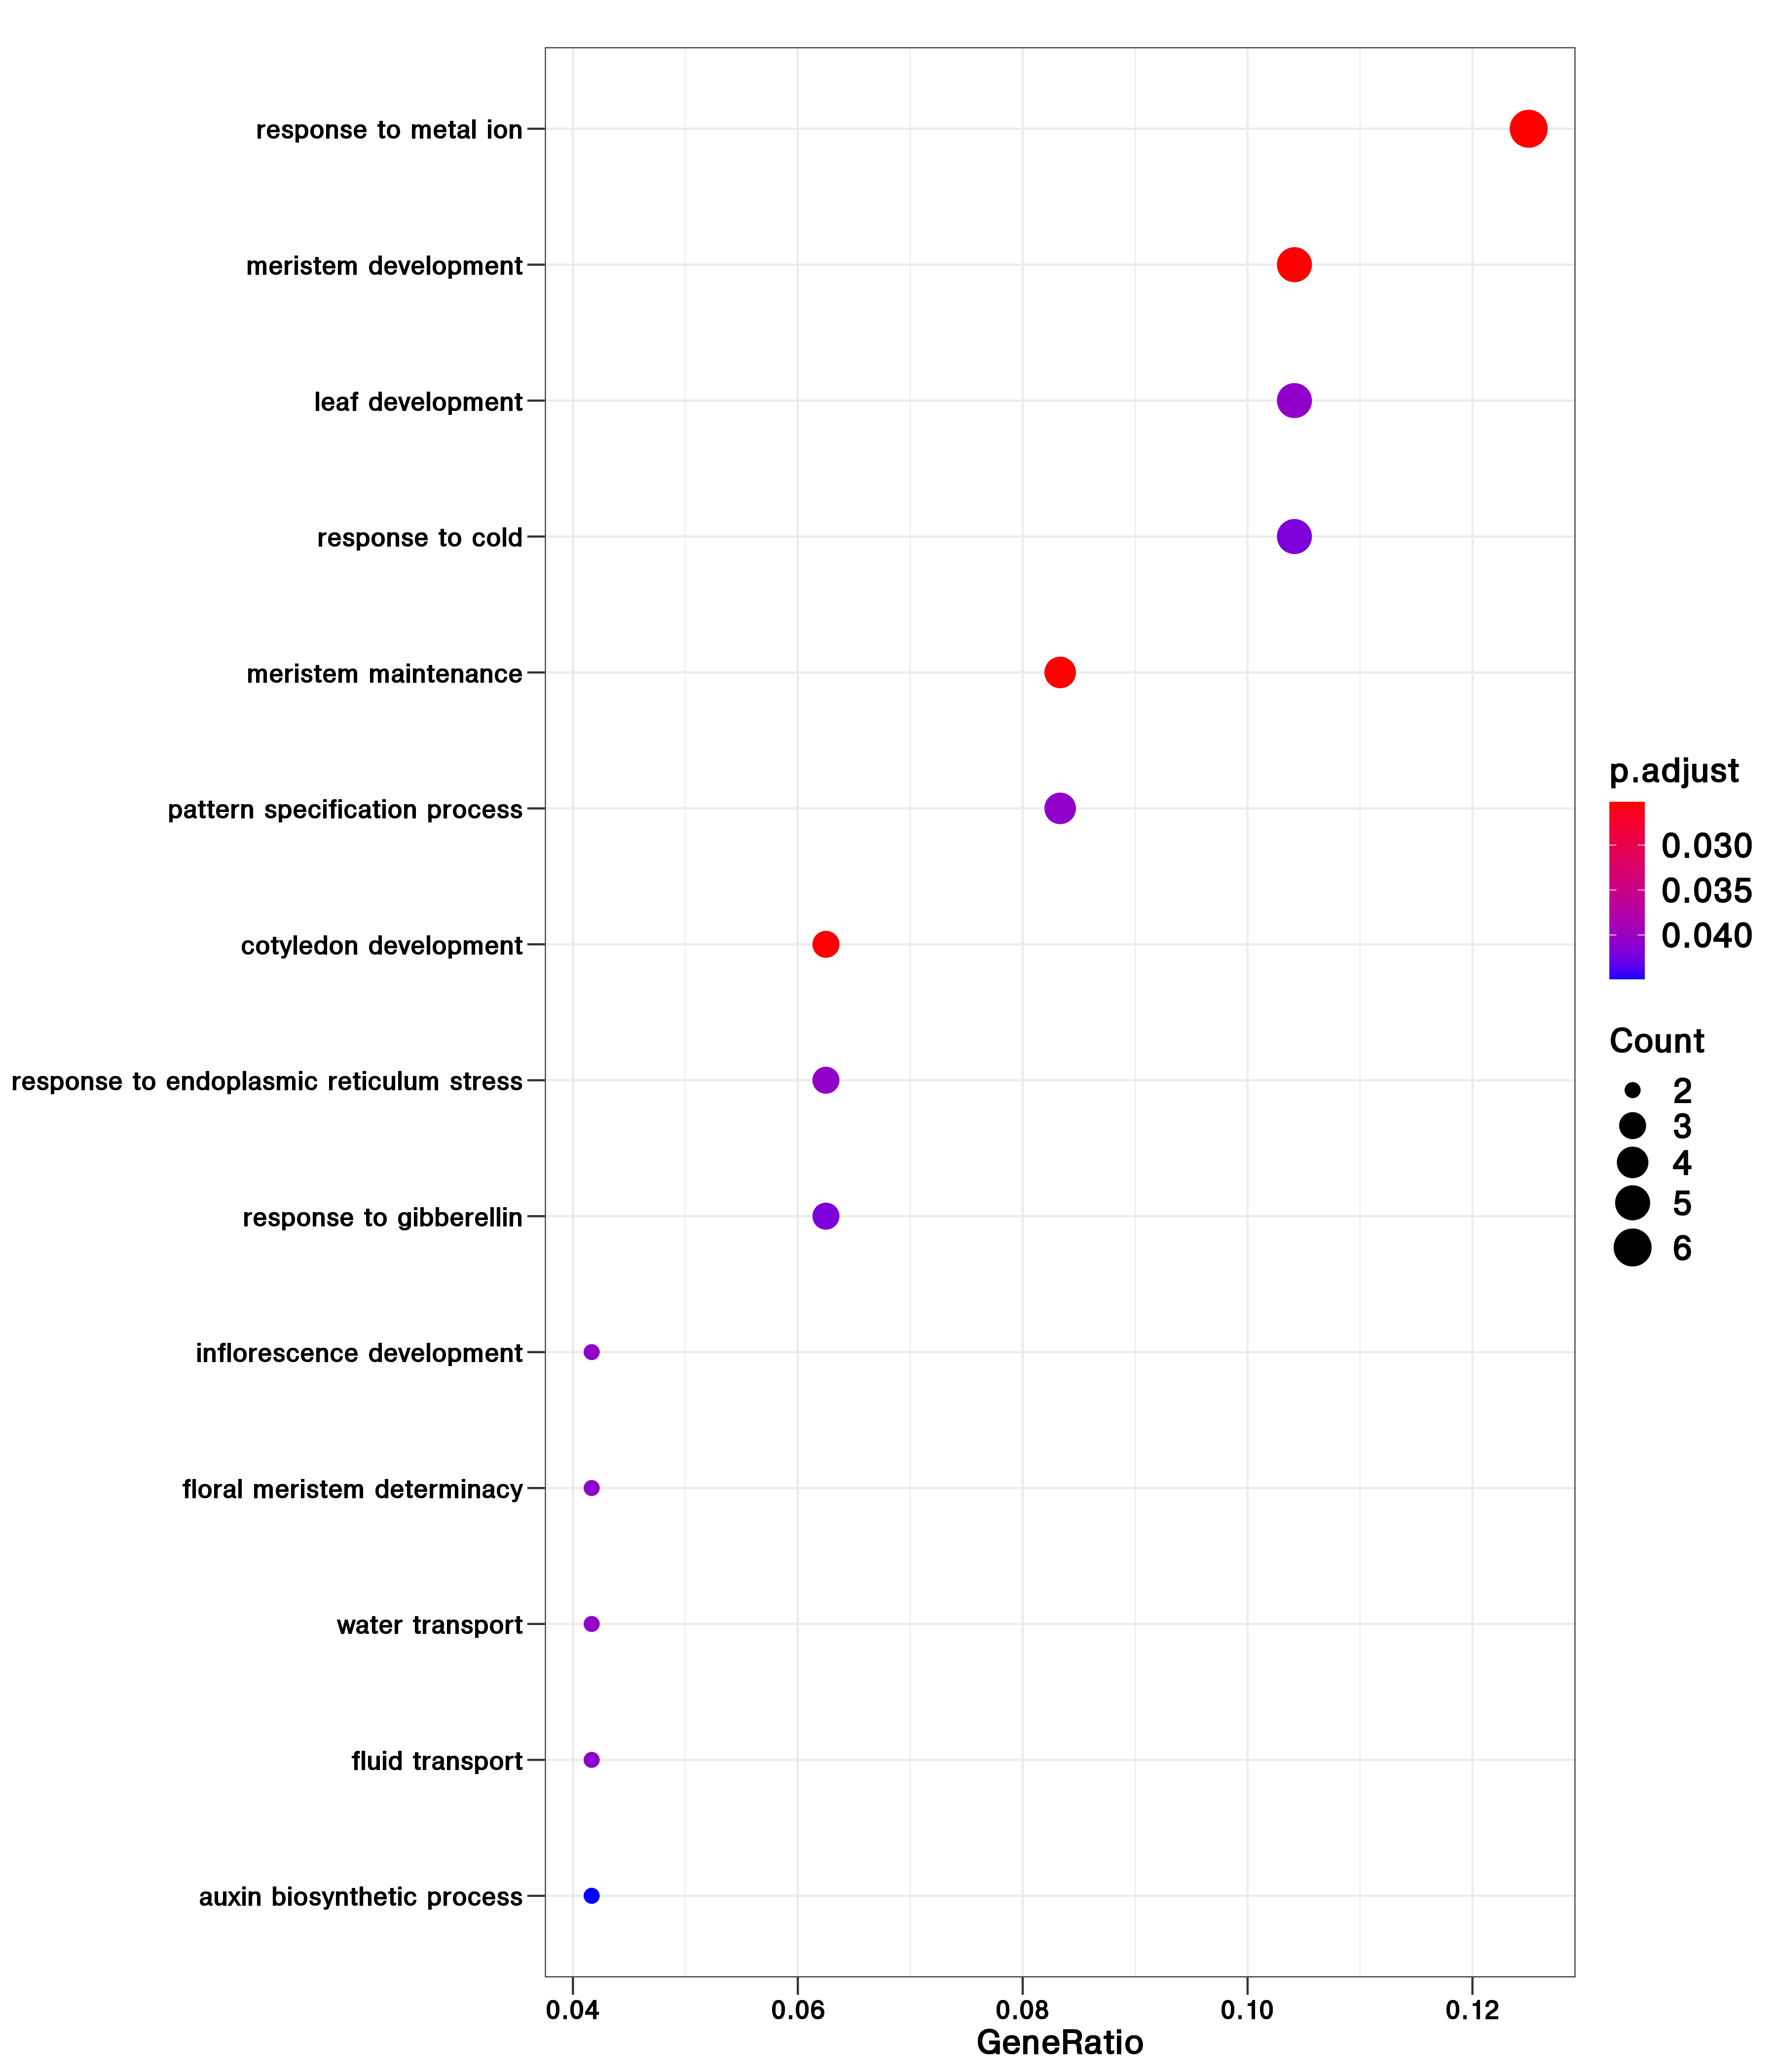 response to metal ion
meristem development
leaf development
response to cold
meristem maintenance
pattern specification process
cotyledon development
response to endoplasmic reticulum stress
response to gibberellin
inflorescence development
floral meristem determinacy
water transport
fluid transport
auxin biosynthetic process
0.04 0.06 0.08 0.10 0.12
GeneRatio
p.adjust
0.030
0.035
0.040
Count
2
3
4
5
6